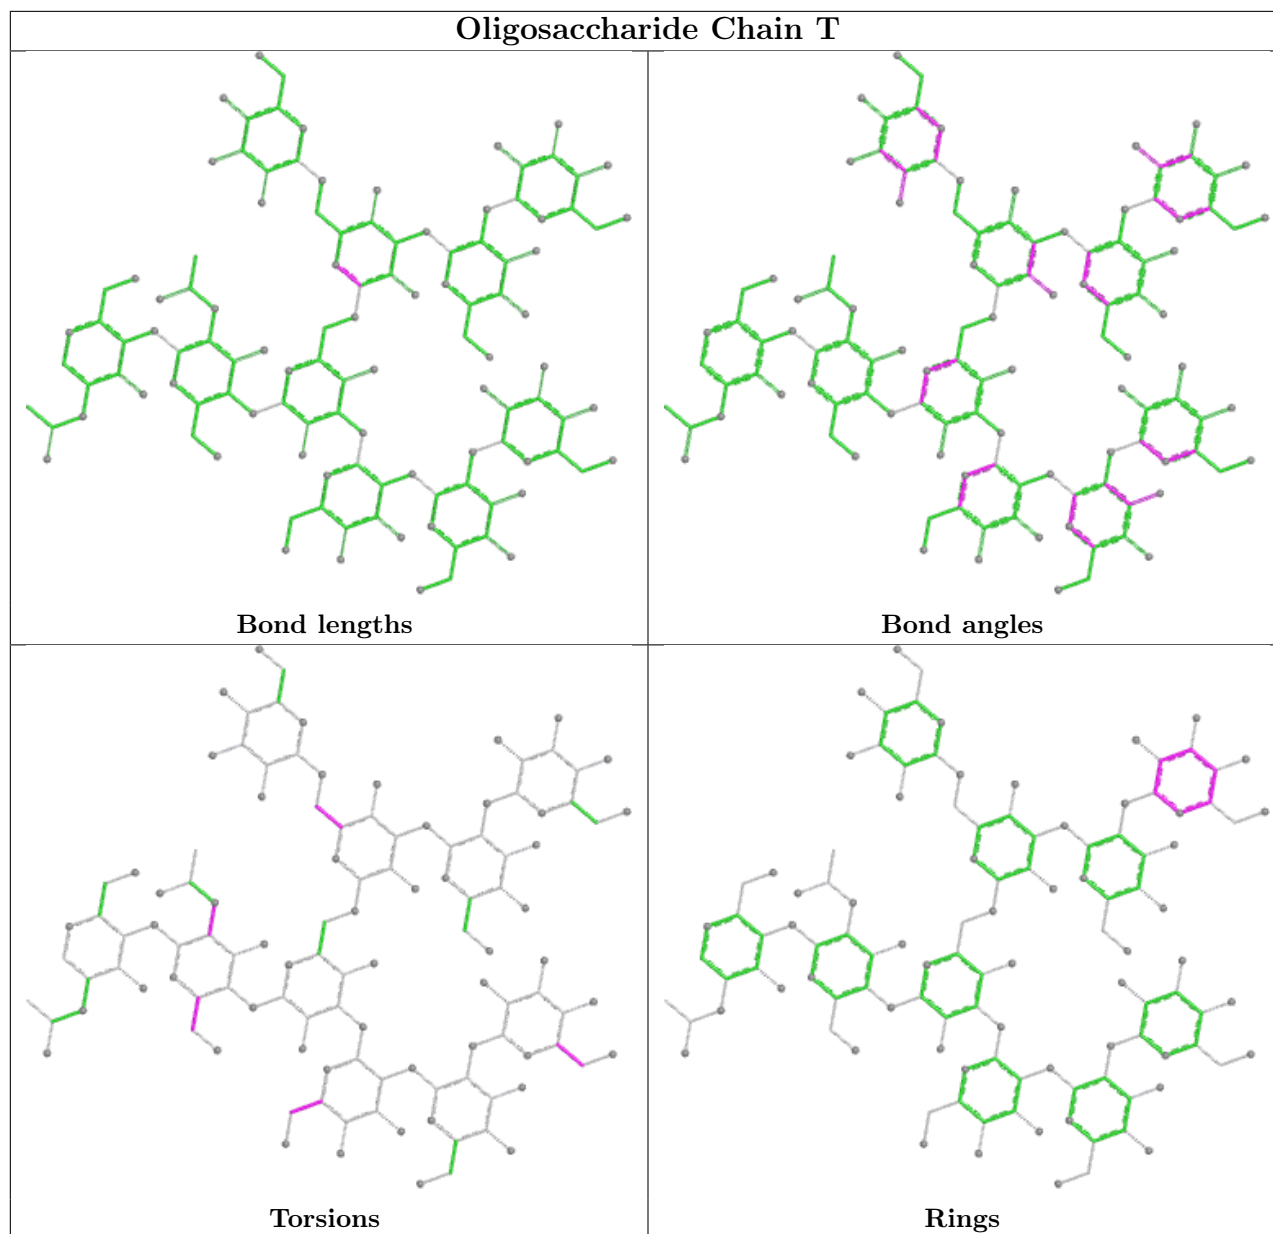 Oligosaccharide Chain T
Bond lengths
Bond angles
Torsions
Rings